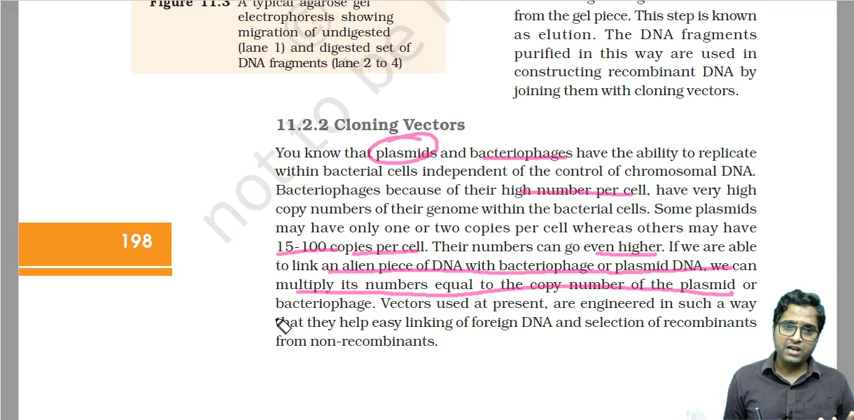 Figure 11.3 A typical agarose gel
electrophoresis showing
migration of undigested
(lane 1) and digested set of
DNA fragments (lane 2 to 4)
from the gel piece. This step is known
as elution. The DNA fragments
purified in this way are used in
constructing recombinant DNA by
joining them with cloning vectors.
11.2.2 Cloning Vectors
You know that plasmids and bacteriophages have the ability to replicate
within bacterial cells independent of the control of chromosomal DNA.
Bacteriophages because of their high number per cell, have very high
copy numbers of their genome within the bacterial cells. Some plasmids
may have only one or two copies per cell whereas others may have
15-100 copies per cell. Their numbers can go even higher. If we are able
to link an alien piece of DNA with bacteriophage or plasmid DNA, we can
multiply its numbers equal to the copy number of the plasmid or
bacteriophage. Vectors used at present, are engineered in such a way
that they help easy linking of foreign DNA and selection of recombinants
from non-recombinants.
198
not to be